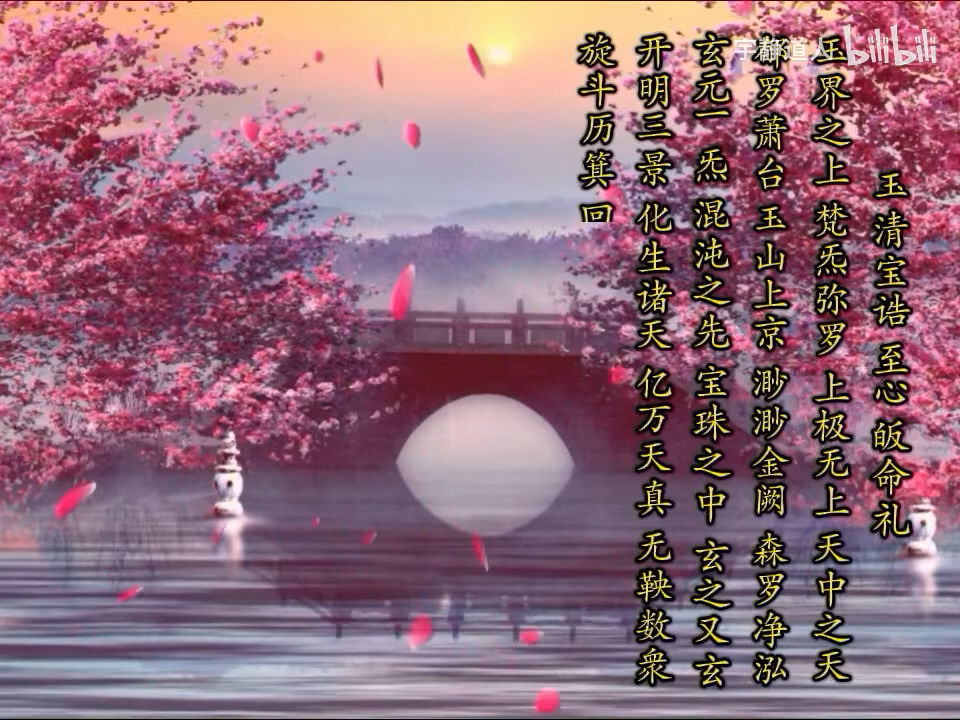 玉清宝诰 至心皈命礼
界之上 梵炁弥罗 上极无上 天中之天
罗萧台 玉山上京 渺渺金阙 森罗净泓
玄元一炁 混沌之先 宝珠之中 玄之又玄
开明三景 化生诸天 亿万天真 无鞅数众
旋斗历箕 回
宇都道人 bilibili